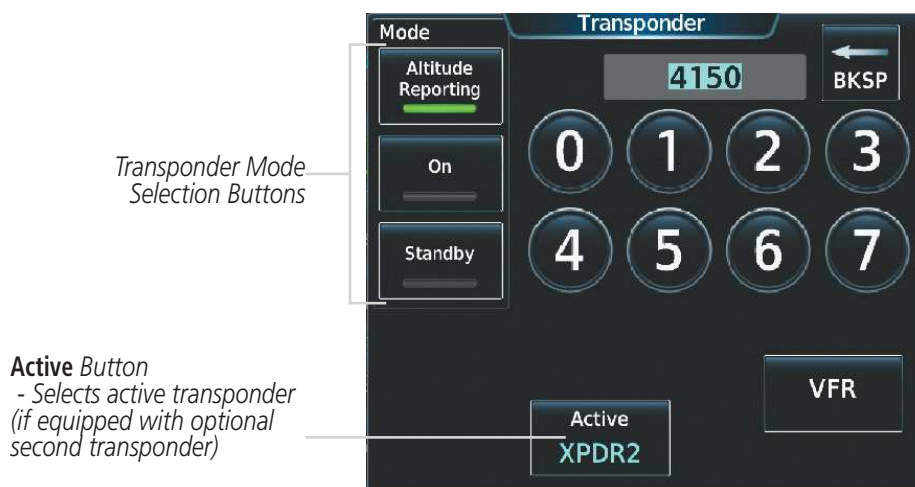 Transponder
Mode
Altitude
Reporting
4150
BKSP
0 1 2 3
On
Transponder Mode
Selection Buttons
4 5 6 7
Standby
Active Button
- Selects active transponder
(if equipped with optional
second transponder)
VFR
Active
XPDR2